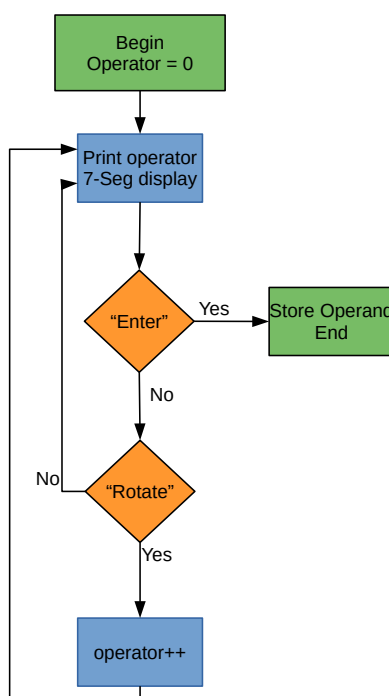 Begin
Operator = 0
Print operator
7-Seg display
“Enter”
Yes
Store Operand
End
No
“Rotate”
No
Yes
operator++